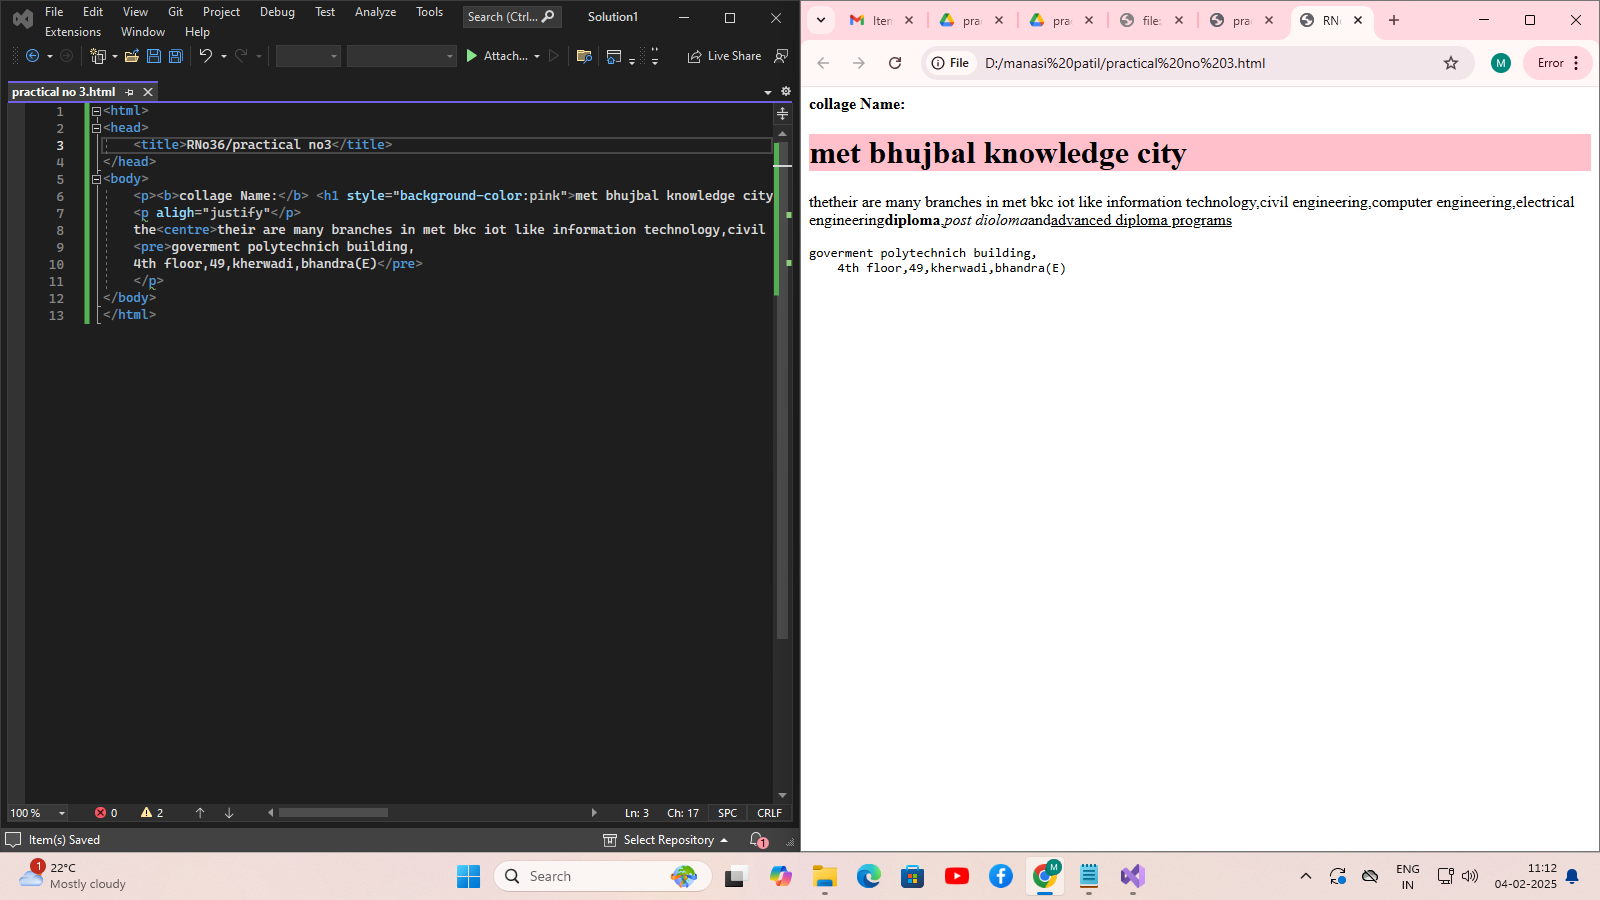 File Edit View Git Project Debug Test Analyze Tools Search (Ctrl... Solution1
Extensions Window Help
Attach... Live Share
practical no 3.html
1 <html>
2 <head>
3 <title>RNo36/practical no3</title>
4 </head>
5 <body>
6 <p><b>collage Name:</b> <h1 style="background-color:pink">met bhujbal knowledge city
7 <p aligh="justify"</p>
8 the<centre>their are many branches in met bkc iot like information technology,civil
9 <pre>goverment polytechnich building,
10 4th floor,49,kherwadi,bhandra(E)</pre>
11 </p>
12 </body>
13 </html>
100 % 0 2 Ln: 3 Ch: 17 SPC CRLF
Item(s) Saved Select Repository 1
Iten prac prac file: prac RN
File D:/manasi%20patil/practical%20no%203.html M Error
collage Name:
met bhujbal knowledge city
thetheir are many branches in met bkc iot like information technology,civil engineering,computer engineering,electrical
engineeringdiploma,post diolomaandadvanced diploma programs
goverment polytechnich building,
4th floor,49,kherwadi,bhandra(E)
1 22°C
Mostly cloudy
Search
M
ENG
IN
11:12
04-02-2025